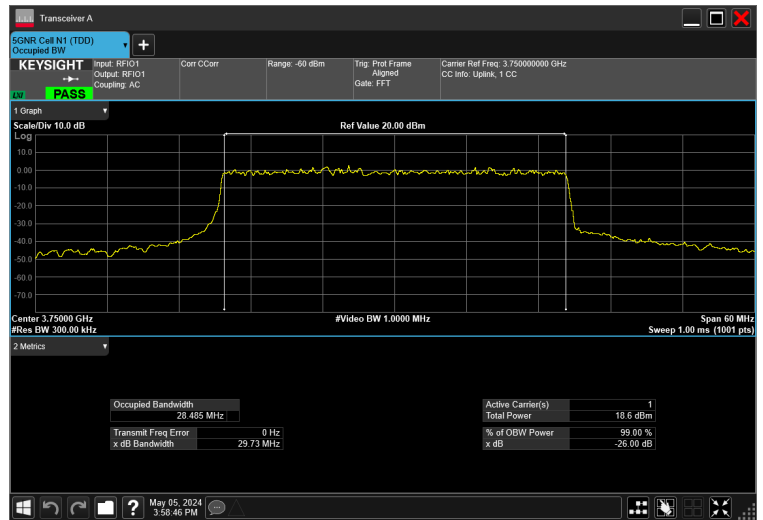 Transceiver A
5GNR Cell N1 (TDD)
Occupied BW
KEYSIGHT
LXI
PASS
Input: RFIO1
Output: RFIO1
Coupling: AC
Corr CCorr
Range: -60 dBm
Trig: Prot Frame
Aligned
Gate: FFT
Carrier Ref Freq: 3.750000000 GHz
CC Info: Uplink, 1 CC
1 Graph
Scale/Div 10.0 dB
Ref Value 20.00 dBm
Log
10.0
0.00
-10.0
-20.0
-30.0
-40.0
-50.0
-60.0
-70.0
Center 3.75000 GHz
#Video BW 1.0000 MHz
Span 60 MHz
#Res BW 300.00 kHz
Sweep 1.00 ms (1001 pts)
2 Metrics
Occupied Bandwidth
28.485 MHz
Transmit Freq Error 0 Hz
x dB Bandwidth 29.73 MHz
Active Carrier(s) 1
Total Power 18.6 dBm
% of OBW Power 99.00 %
x dB -26.00 dB
May 05, 2024
3:58:46 PM